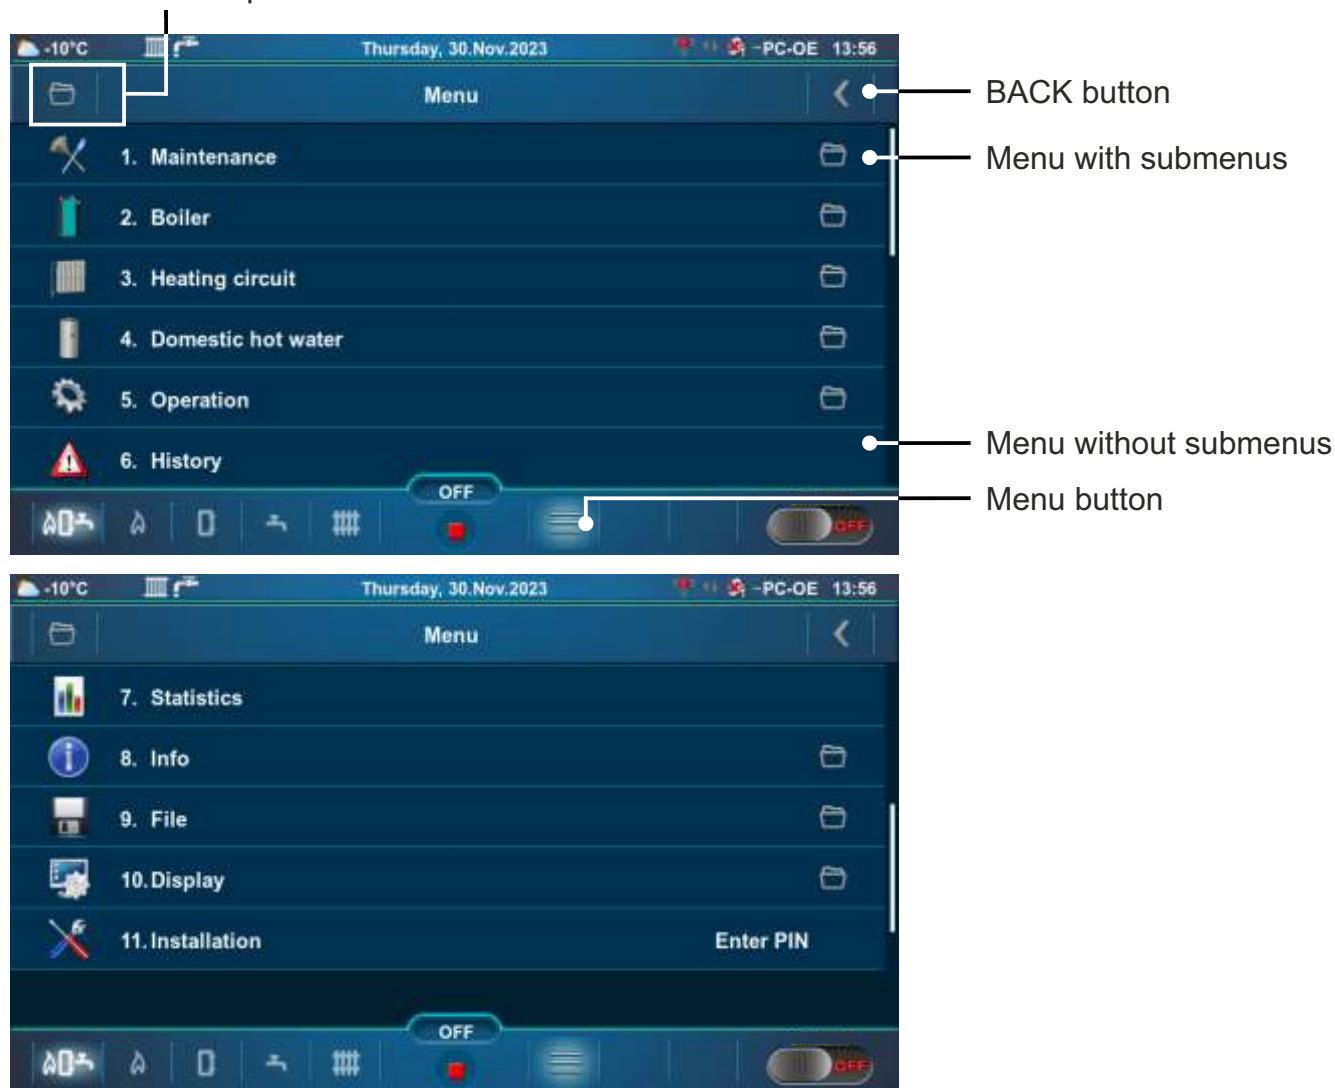 -10°C Thursday, 30.Nov.2023 -PC-OE 13:56
Menu
BACK button
1. Maintenance
Menu with submenus
2. Boiler
3. Heating circuit
4. Domestic hot water
5. Operation
Menu without submenus
6. History
OFF
Menu button
OFF
-10°C Thursday, 30.Nov.2023 -PC-OE 13:56
Menu
7. Statistics
8. Info
9. File
10. Display
11. Installation Enter PIN
OFF
OFF